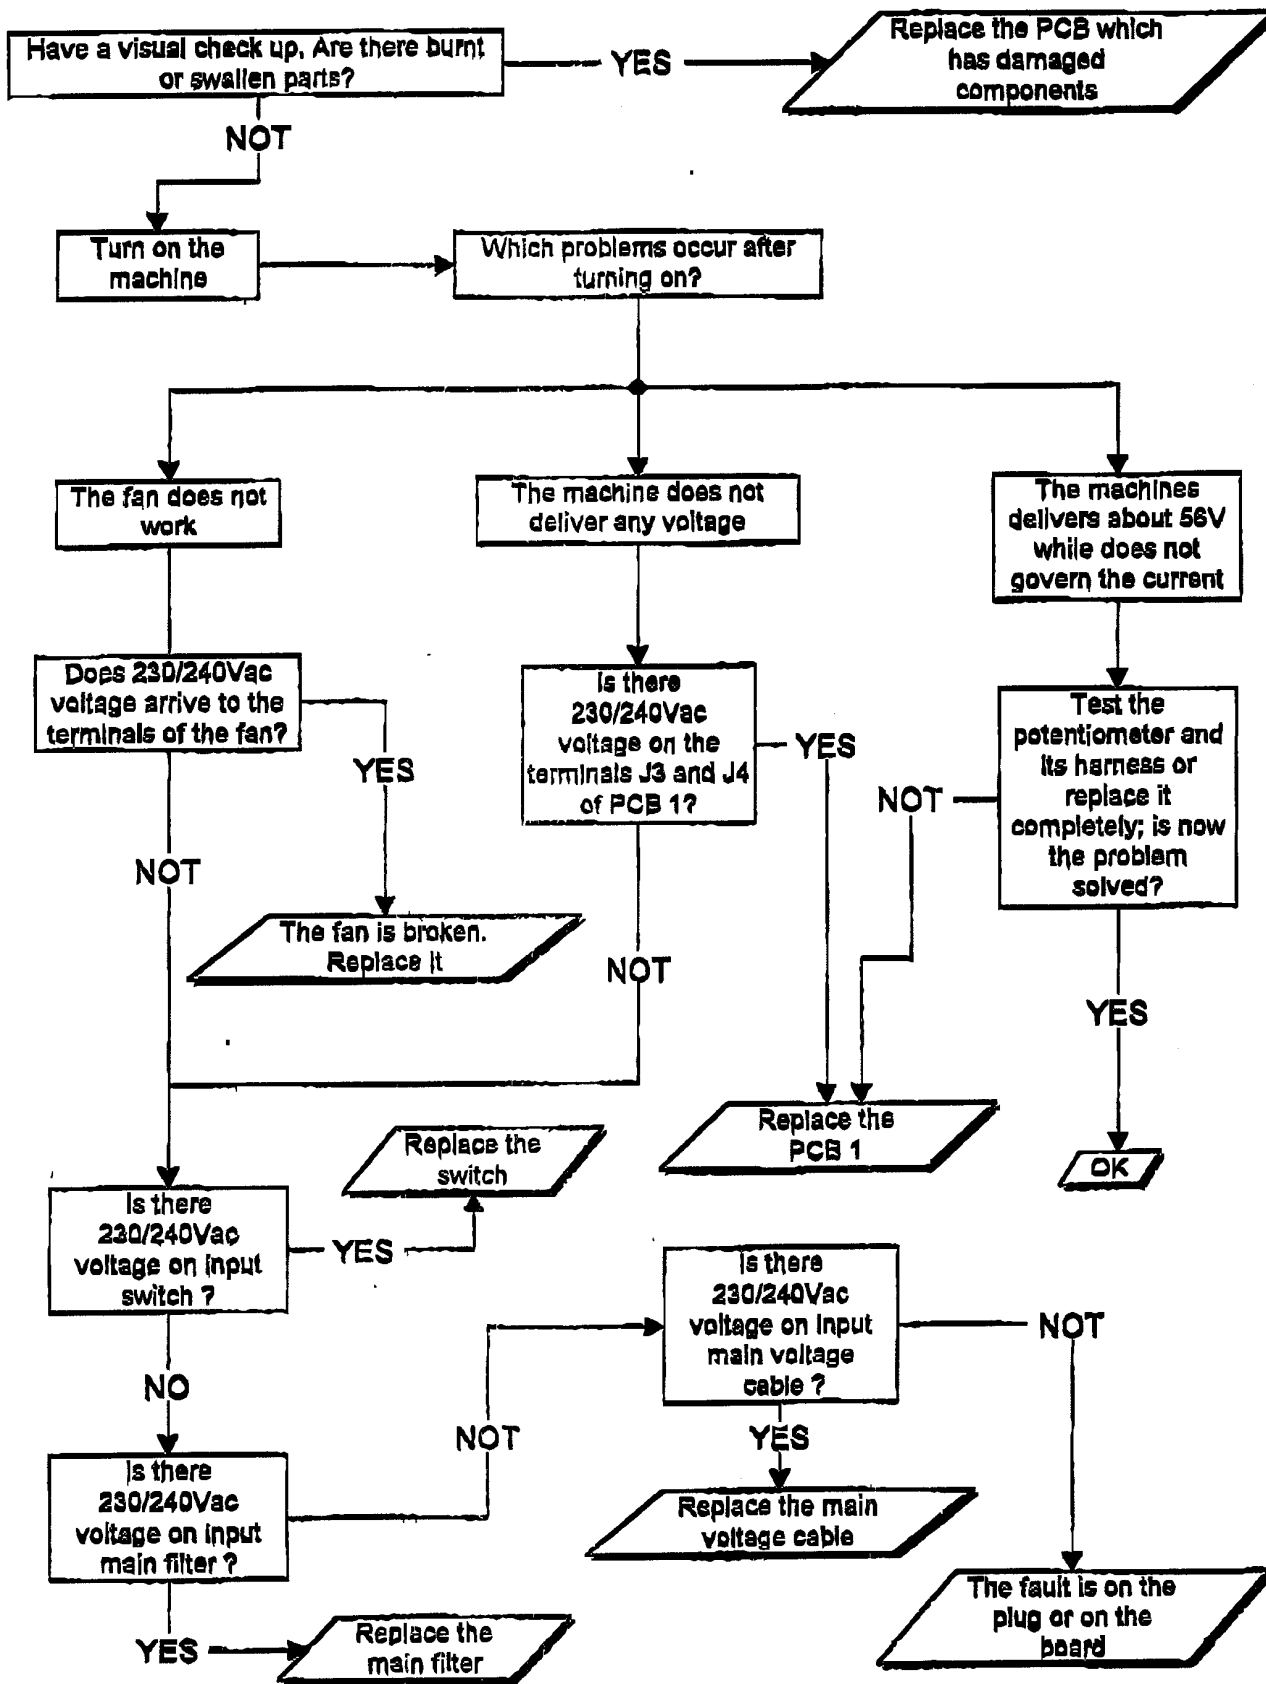 Have a visual check up. Are there burnt
or swallen parts?
YES
Replace the PCB which
has damaged
components
NOT
Turn on the
machine
Which problems occur after
turning on?
The fan does not
work
The machine does not
deliver any voltage
The machines
delivers about 56V
while does not
govern the current
Does 230/240Vac
voltage arrive to the
terminals of the fan?
YES
NOT
The fan is broken.
Replace it
Is there
230/240Vac
voltage on the
terminals J3 and J4
of PCB 1?
YES
NOT
Test the
potentiometer and
its harness or
replace it
completely; is now
the problem
solved?
NOT
YES
Replace the
PCB 1
OK
Is there
230/240Vac
voltage on input
switch ?
YES
Replace the
switch
NO
Is there
230/240Vac
voltage on input
main filter ?
NOT
YES
Replace the
main filter
Is there
230/240Vac
voltage on input
main voltage
cable ?
NOT
YES
Replace the main
voltage cable
The fault is on the
plug or on the
board